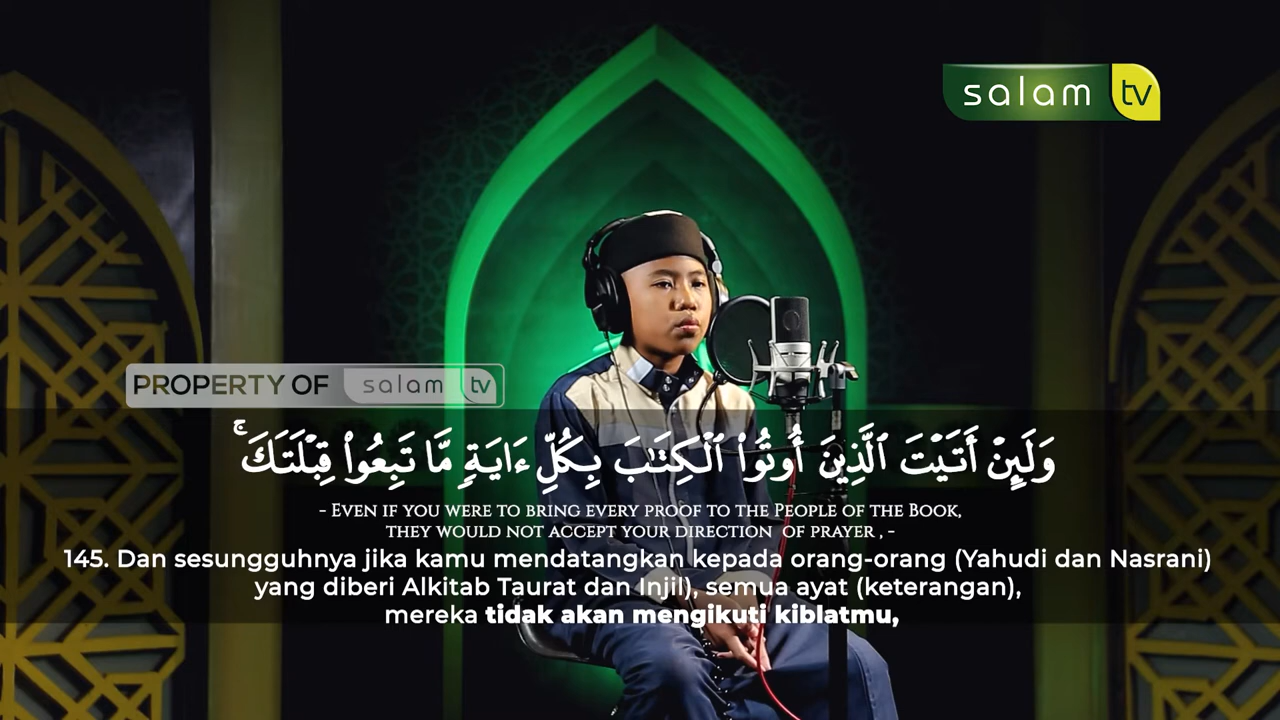 salam tv
PROPERTY OF salam tv
وَلَئِنْ أَتَيْتَ ٱلَّذِينَ أُوتُوا۟ ٱلْكِتَـٰبَ بِكُلِّ ءَايَةٍ مَّا تَبِعُوا۟ قِبْلَتَكَ ۚ
- Even if you were to bring every proof to the People of the Book,
they would not accept your direction of prayer , -
145. Dan sesungguhnya jika kamu mendatangkan kepada orang-orang (Yahudi dan Nasrani)
yang diberi Alkitab Taurat dan Injil), semua ayat (keterangan),
mereka tidak akan mengikuti kiblatmu,